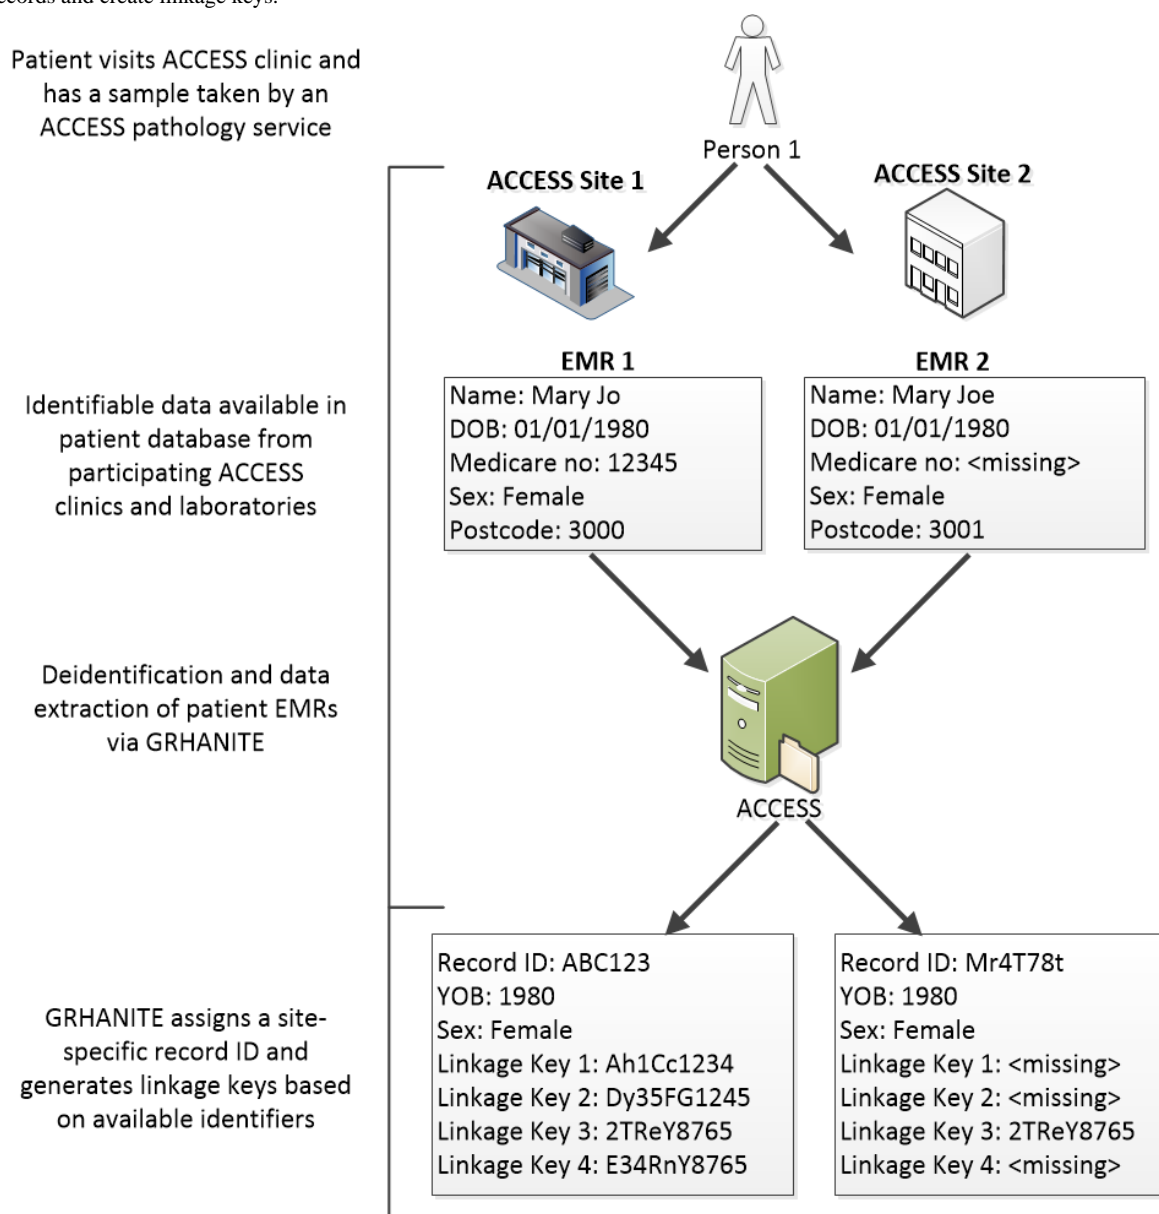 ecords and create linkage keys.
Patient visits ACCESS clinic and
has a sample taken by an
ACCESS pathology service
Person 1
ACCESS Site 1
ACCESS Site 2
EMR 1
Name: Mary Jo
DOB: 01/01/1980
Medicare no: 12345
Sex: Female
Postcode: 3000
EMR 2
Name: Mary Joe
DOB: 01/01/1980
Medicare no: <missing>
Sex: Female
Postcode: 3001
Identifiable data available in
patient database from
participating ACCESS
clinics and laboratories
Deidentification and data
extraction of patient EMRs
via GRHANITE
ACCESS
GRHANITE assigns a site-
specific record ID and
generates linkage keys based
on available identifiers
Record ID: ABC123
YOB: 1980
Sex: Female
Linkage Key 1: Ah1Cc1234
Linkage Key 2: Dy35FG1245
Linkage Key 3: 2TReY8765
Linkage Key 4: E34RnY8765
Record ID: Mr4T78t
YOB: 1980
Sex: Female
Linkage Key 1: <missing>
Linkage Key 2: <missing>
Linkage Key 3: 2TReY8765
Linkage Key 4: <missing>